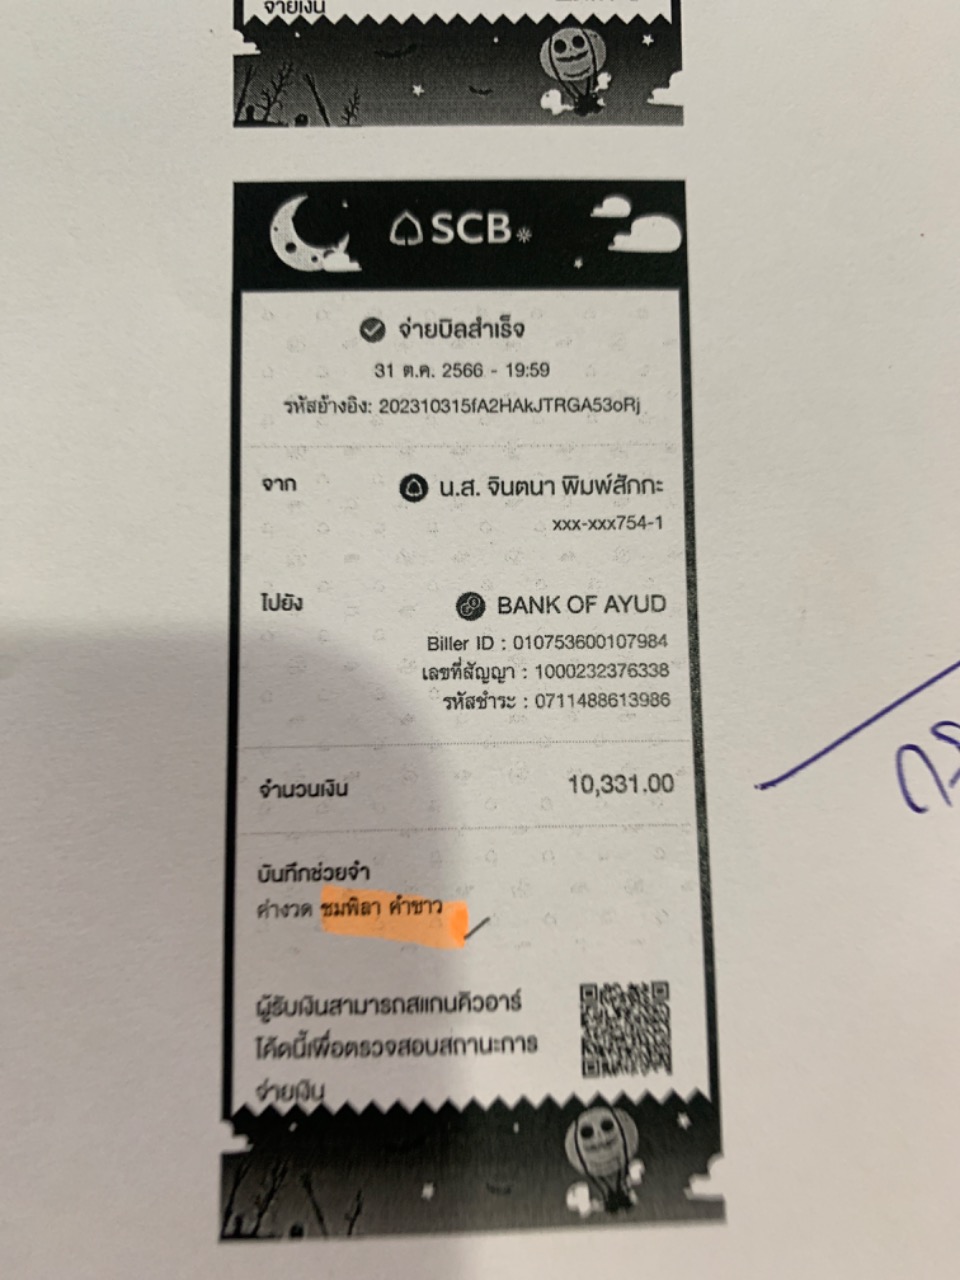 จ่ายเงิน
SCB
จ่ายบิลสำเร็จ
31 ต.ค. 2566 - 19:59
รหัสอ้างอิง: 202310315fA2HAkJTRGA53oRj
จาก
น.ส. จินตนา พิมพ์สักกะ
xxx-xxx754-1
ไปยัง
BANK OF AYUD
Biller ID : 010753600107984
เลขที่สัญญา : 1000232376338
รหัสชำระ : 0711488613986
จำนวนเงิน 10,331.00
บันทึกช่วยจำ
ค่างวด ชมพิลา คำขาว
ผู้รับเงินสามารถสแกนคิวอาร์
โค้ดนี้เพื่อตรวจสอบสถานะการ
จ่ายเงิน